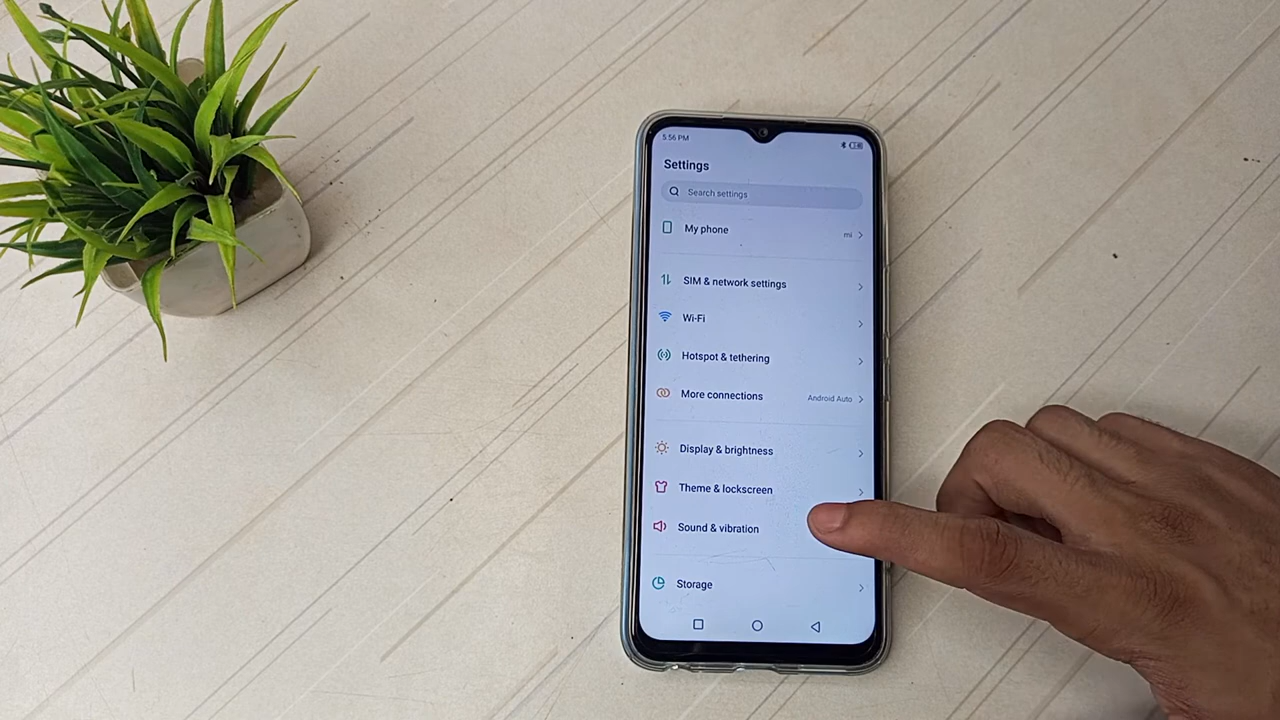 5:56 PM
Settings
Search settings
My phone
mi
SIM & network settings
Wi-Fi
Hotspot & tethering
More connections
Android Auto
Display & brightness
Theme & lockscreen
Sound & vibration
Storage